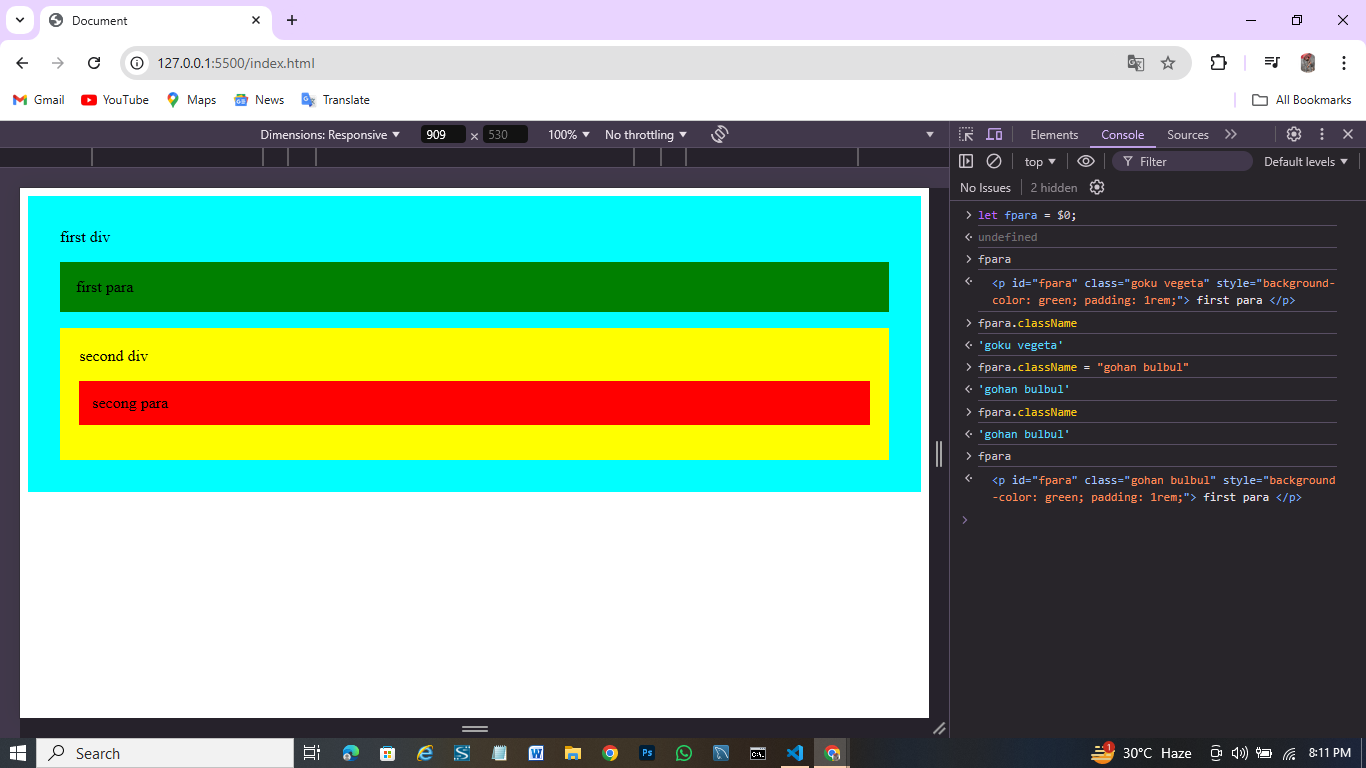 Document
127.0.0.1:5500/index.html
Gmail YouTube Maps News Translate All Bookmarks
Dimensions: Responsive 909 × 530 100% No throttling
Elements Console Sources
top Filter Default levels
No Issues 2 hidden
first div
first para
second div
secong para
let fpara = $0;
undefined
fpara
<p id="fpara" class="goku vegeta" style="background-
color: green; padding: 1rem;"> first para </p>
fpara.className
'goku vegeta'
fpara.className = "gohan bulbul"
'gohan bulbul'
fpara.className
'gohan bulbul'
fpara
<p id="fpara" class="gohan bulbul" style="background
-color: green; padding: 1rem;"> first para </p>
Search 1 30°C Haze 8:11 PM